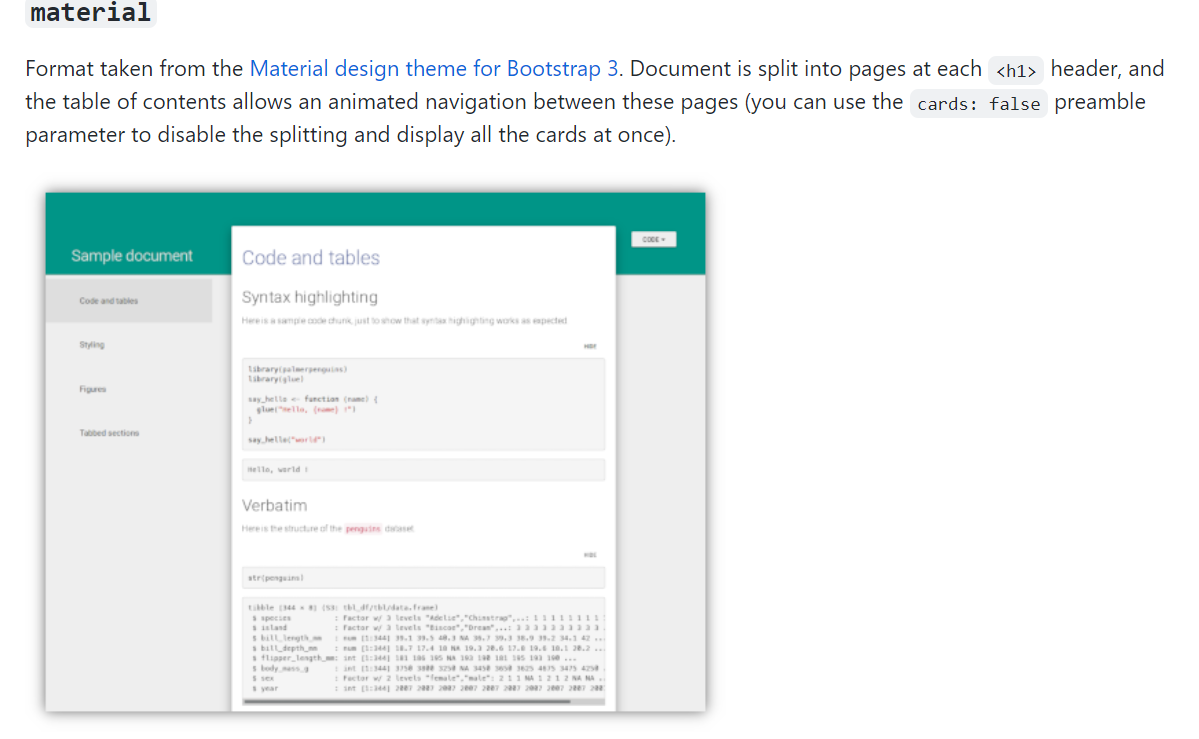 material
Format taken from the Material design theme for Bootstrap 3. Document is split into pages at each <h1> header, and
the table of contents allows an animated navigation between these pages (you can use the cards: false preamble
parameter to disable the splitting and display all the cards at once).
CODE
Sample document
Code and tables
Code and tables
Syntax highlighting
Styling
Here is a sample code chunk, just to show that syntax highlighting works as expected
HIDE
Figures
library(palmerpenguins)
library(glue)
say_hello <- function (name) {
glue("Hello, {name} !")
}
Tabbed sections
say_hello("world")
Hello, world !
Verbatim
Here is the structure of the penguins dataset.
HIDE
str(penguins)
tibble [344 × 8] (S3: tbl_df/tbl/data.frame)
$ species : Factor w/ 3 levels "Adelie","Chinstrap",..: 1 1 1 1 1 1 1 1
$ island : Factor w/ 3 levels "Biscoe","Dream",..: 3 3 3 3 3 3 3 3 3
$ bill_length_mm : num [1:344] 39.1 39.5 40.3 NA 36.7 39.3 38.9 39.2 34.1 42 ...
$ bill_depth_mm : num [1:344] 18.7 17.4 18 NA 19.3 20.6 17.8 19.6 18.1 20.2 ...
$ flipper_length_mm: int [1:344] 181 186 195 NA 193 190 181 195 193 190 ...
$ body_mass_g : int [1:344] 3750 3800 3250 NA 3450 3650 3625 4675 3475 4250
$ sex : Factor w/ 2 levels "female","male": 2 1 1 NA 1 2 1 2 NA NA ..
$ year : int [1:344] 2007 2007 2007 2007 2007 2007 2007 2007 2007